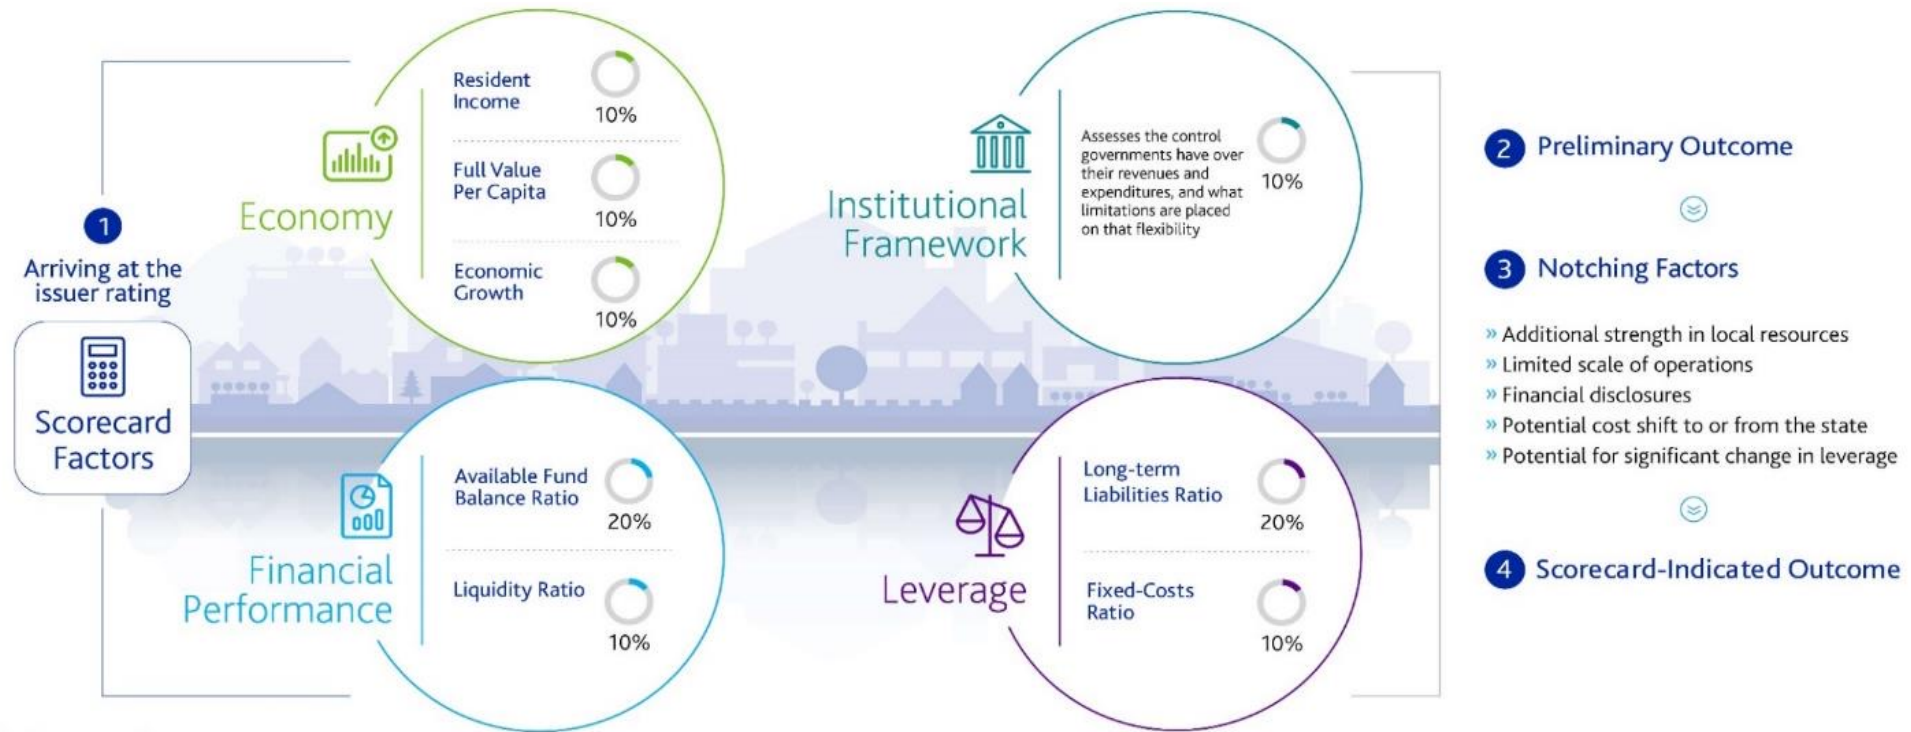 1
Arriving at the
issuer rating
Scorecard
Factors
Economy
Resident
Income
10%
Full Value
Per Capita
10%
Economic
Growth
10%
Financial
Performance
Available Fund
Balance Ratio
20%
Liquidity Ratio
10%
Institutional
Framework
Assesses the control
governments have over
their revenues and
expenditures, and what
limitations are placed
on that flexibility
10%
Leverage
Long-term
Liabilities Ratio
20%
Fixed-Costs
Ratio
10%
2 Preliminary Outcome
3 Notching Factors
» Additional strength in local resources
» Limited scale of operations
» Financial disclosures
» Potential cost shift to or from the state
» Potential for significant change in leverage
4 Scorecard-Indicated Outcome